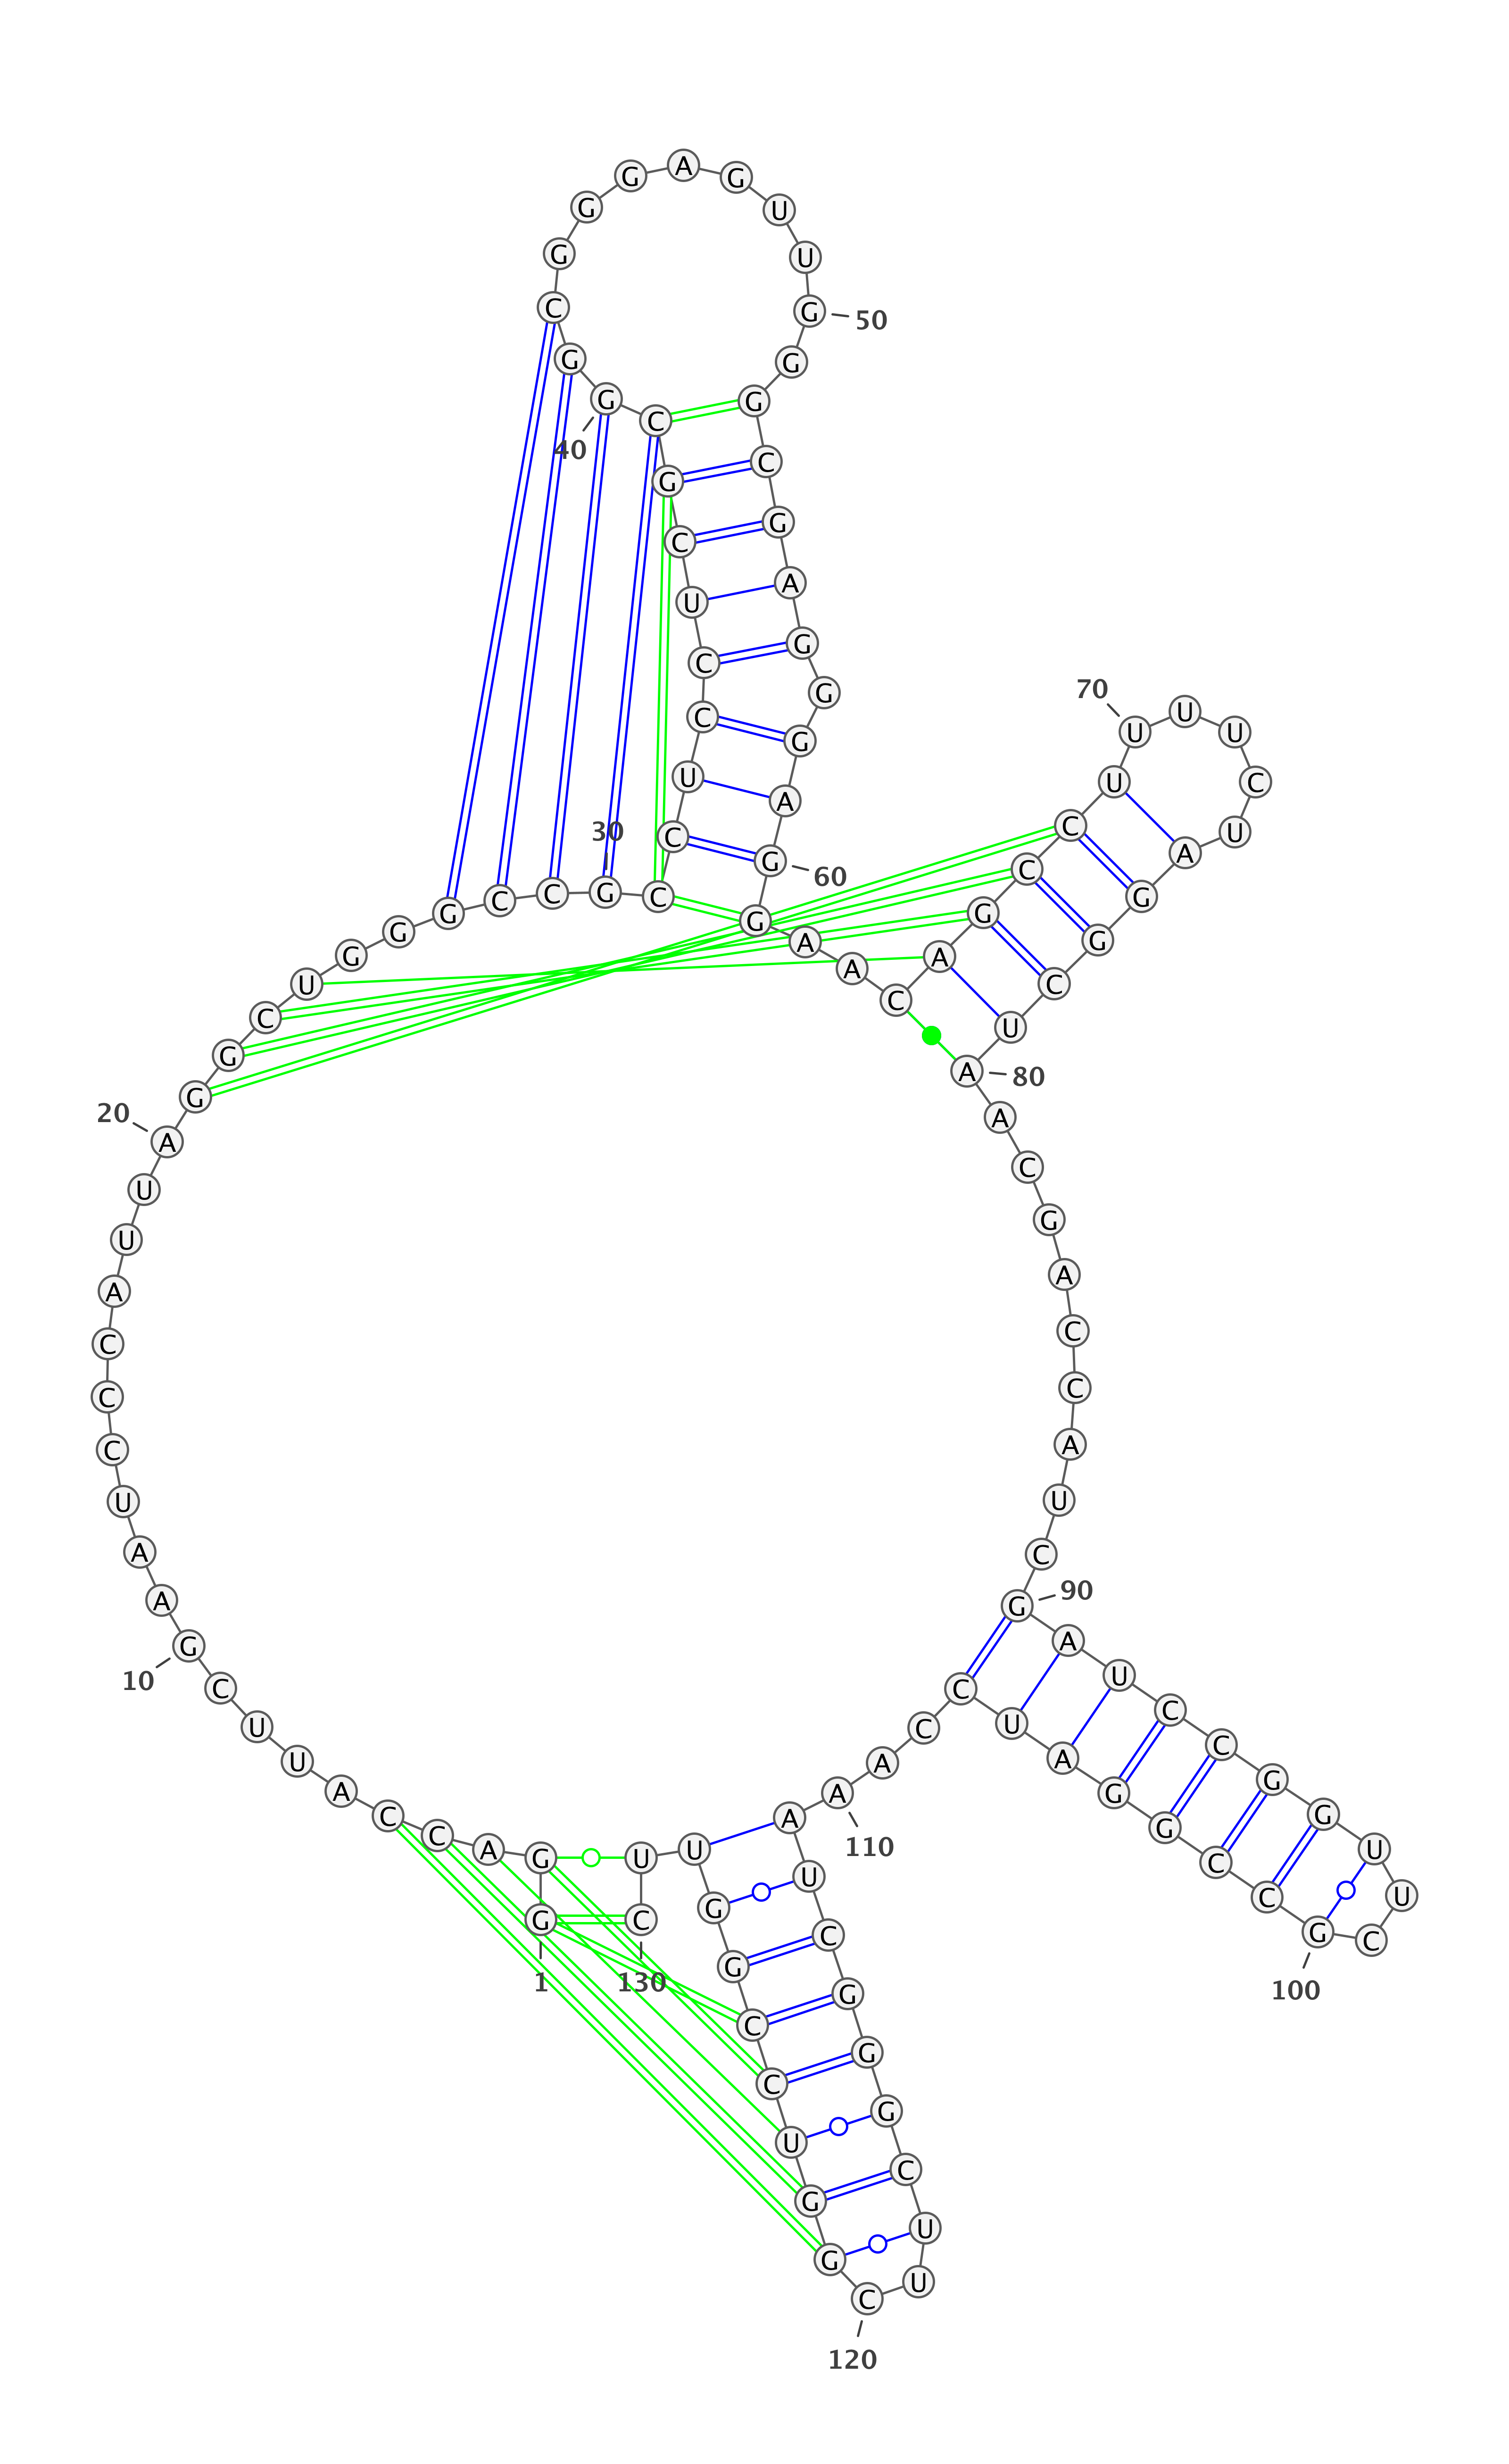 1
G G A C C A U U C G
10
A A U C C C A U U A
20
G G C U G G G C C G
30
C C U C C U C G C G
40
G C G G G A G U U G
50
G G C G A G G G A G
60
G A A C A G C C U U
70
U U C U A G G C U A
80
A C G A C C A U C G
90
A U C C G G U U C G
100
C C G G A U C C A A
110
A U C G G G C U U C
120
G G U C C G G U U C
130